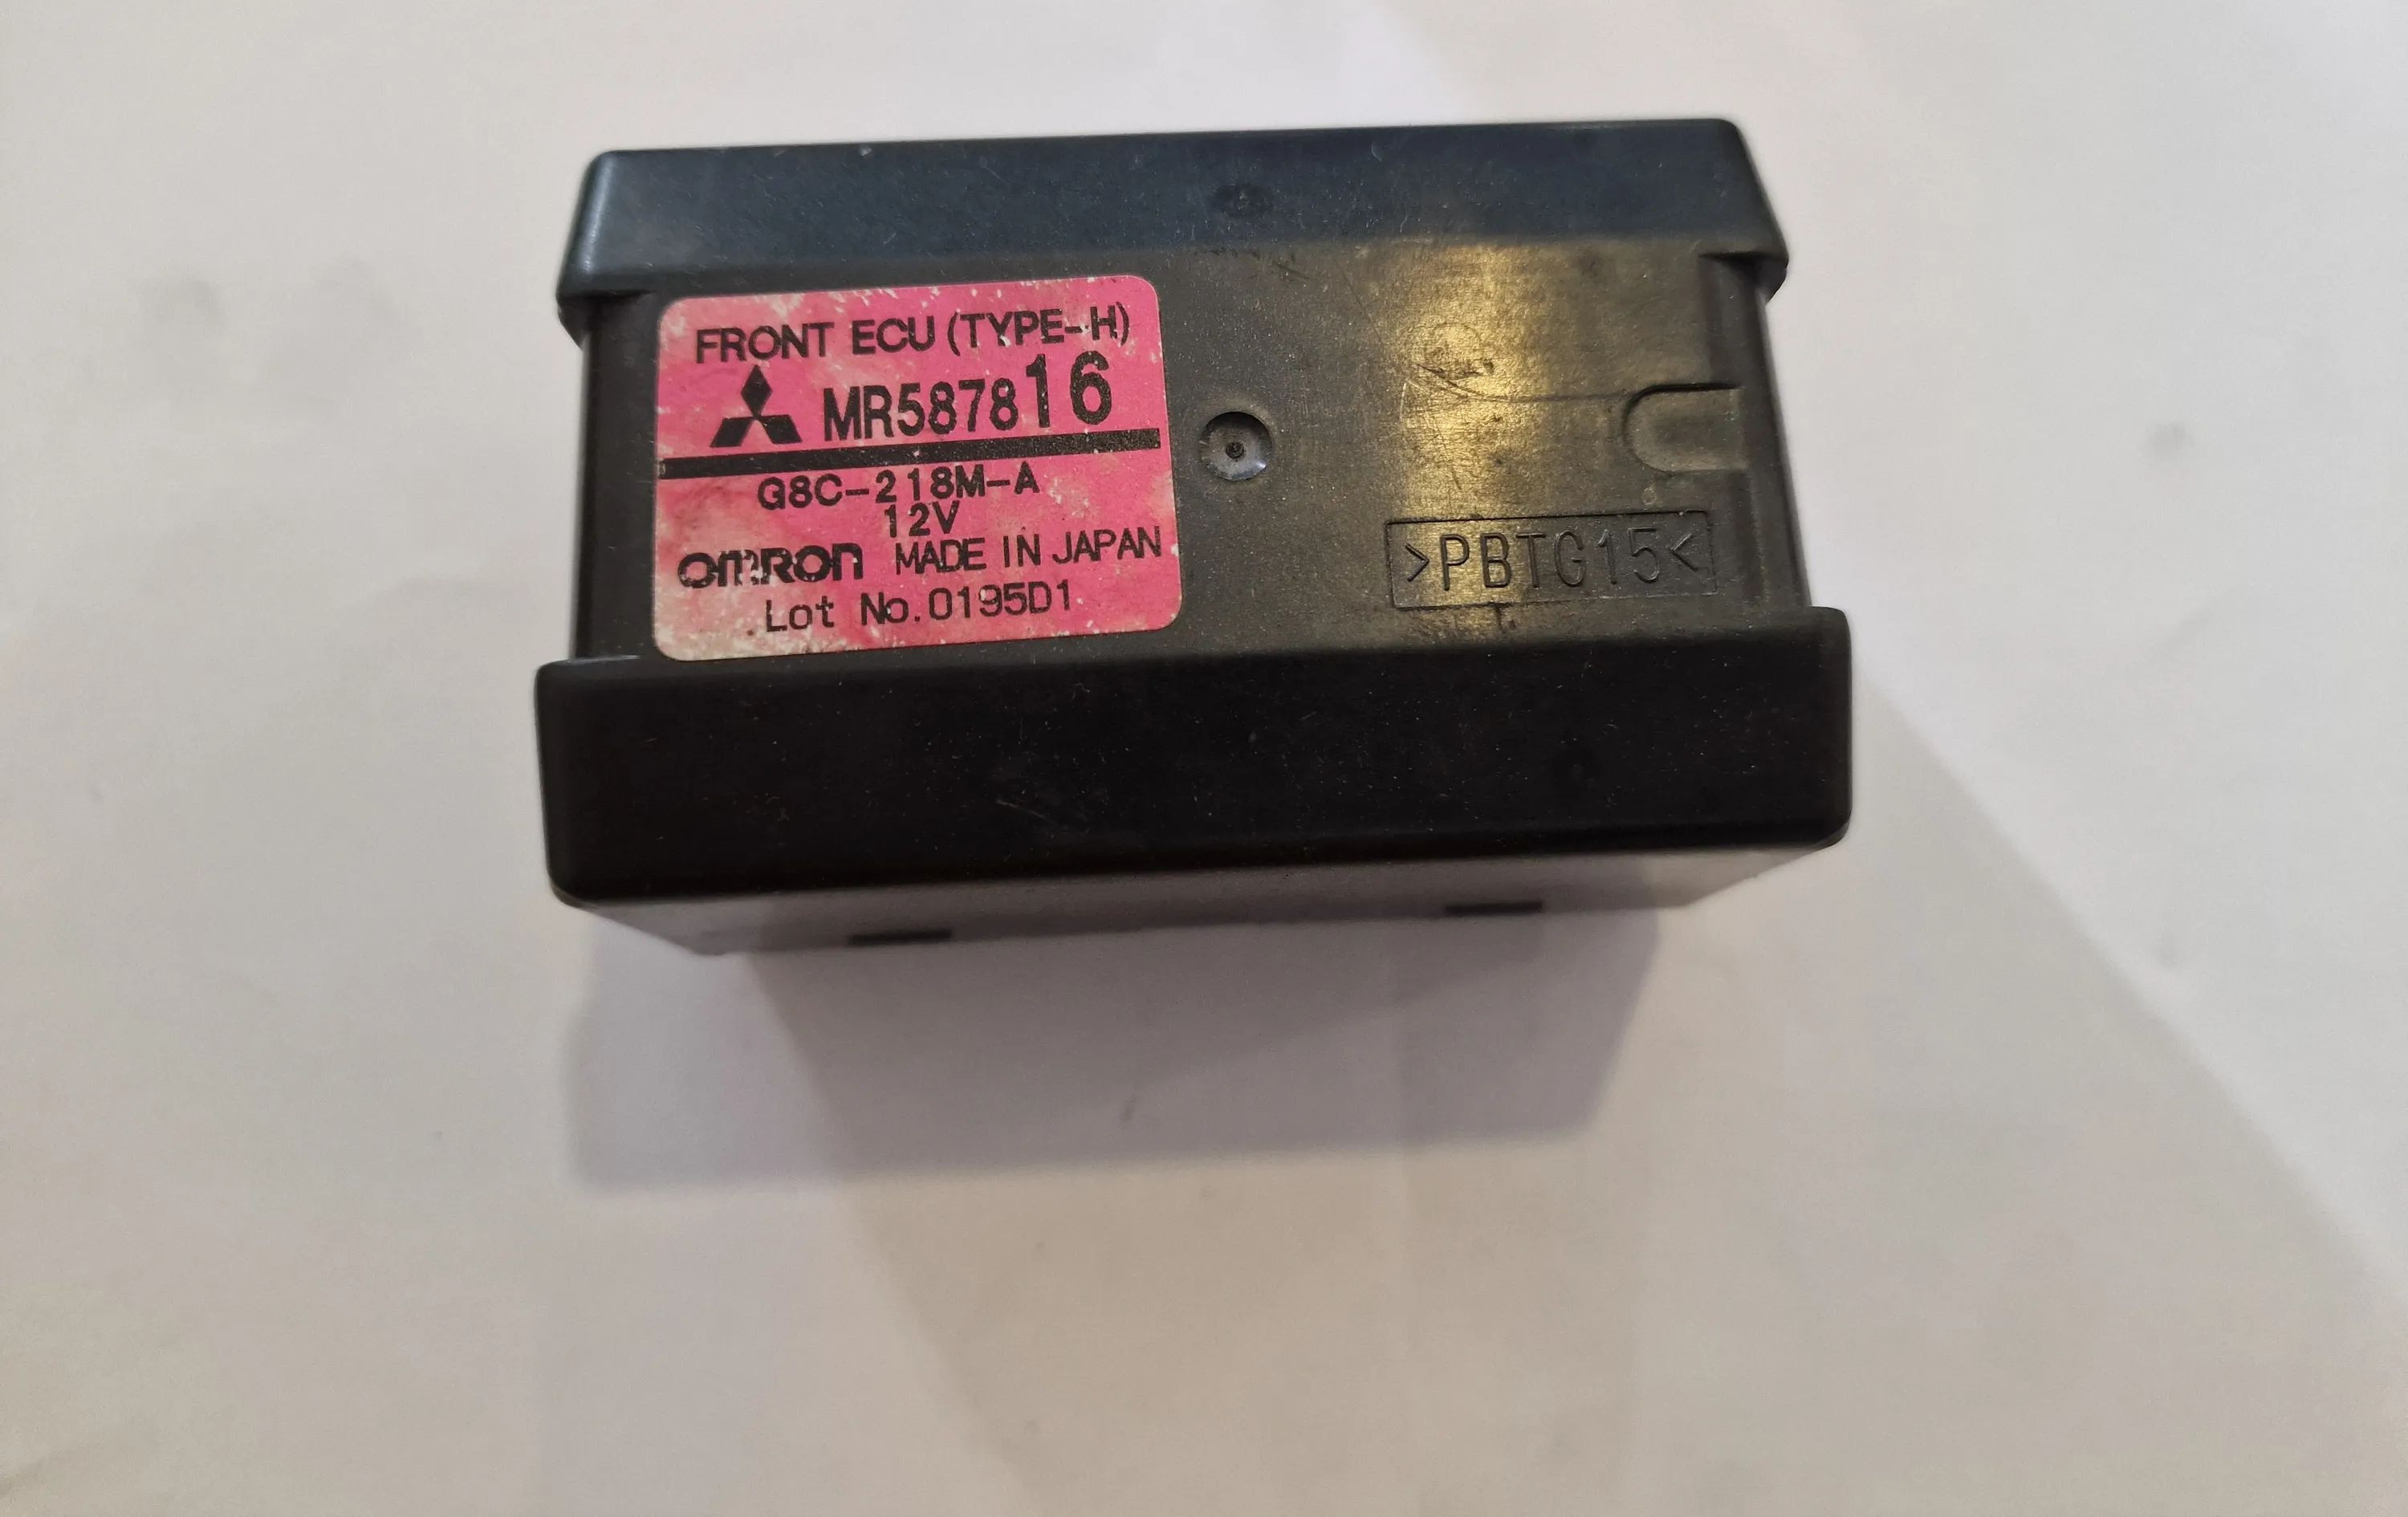 FRONT ECU (TYPE-H)
MR587816
G8C-218M-A
12V
OMRON MADE IN JAPAN
Lot No.0195D1
>PBTG15<